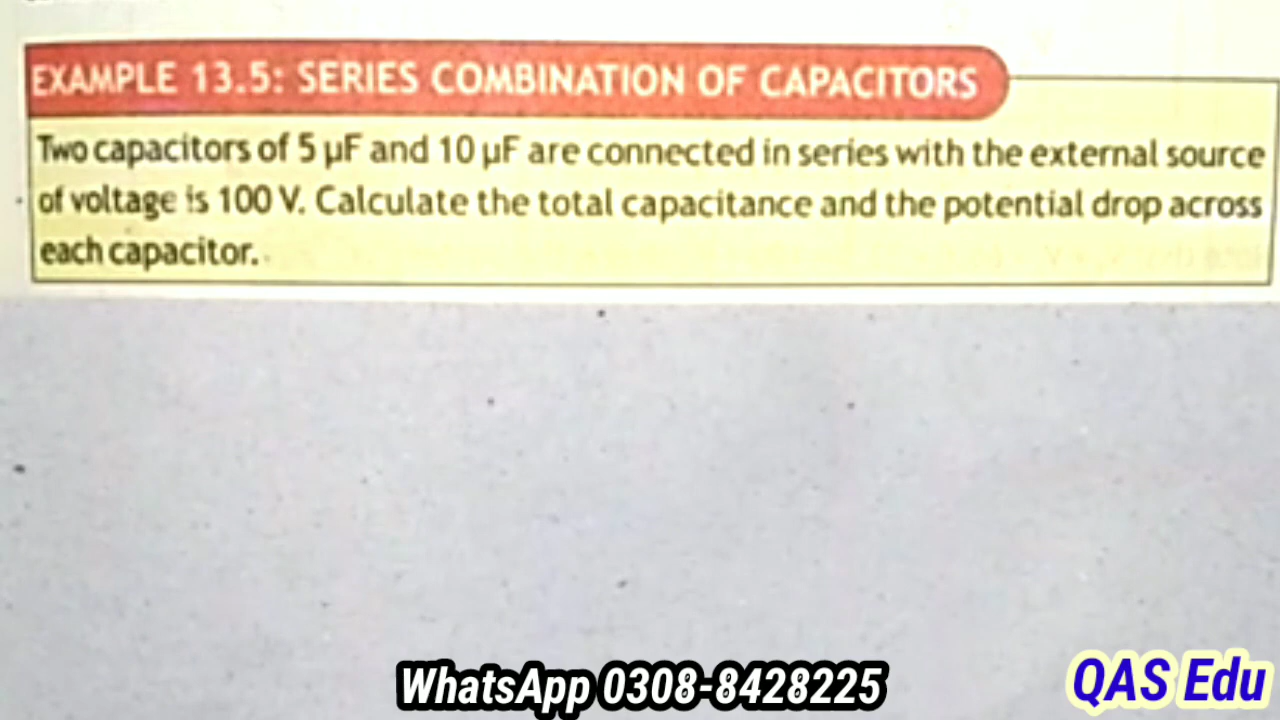 EXAMPLE 13.5: SERIES COMBINATION OF CAPACITORS
Two capacitors of 5 µF and 10 µF are connected in series with the external source
of voltage is 100 V. Calculate the total capacitance and the potential drop across
each capacitor.
WhatsApp 0308-8428225
QAS Edu